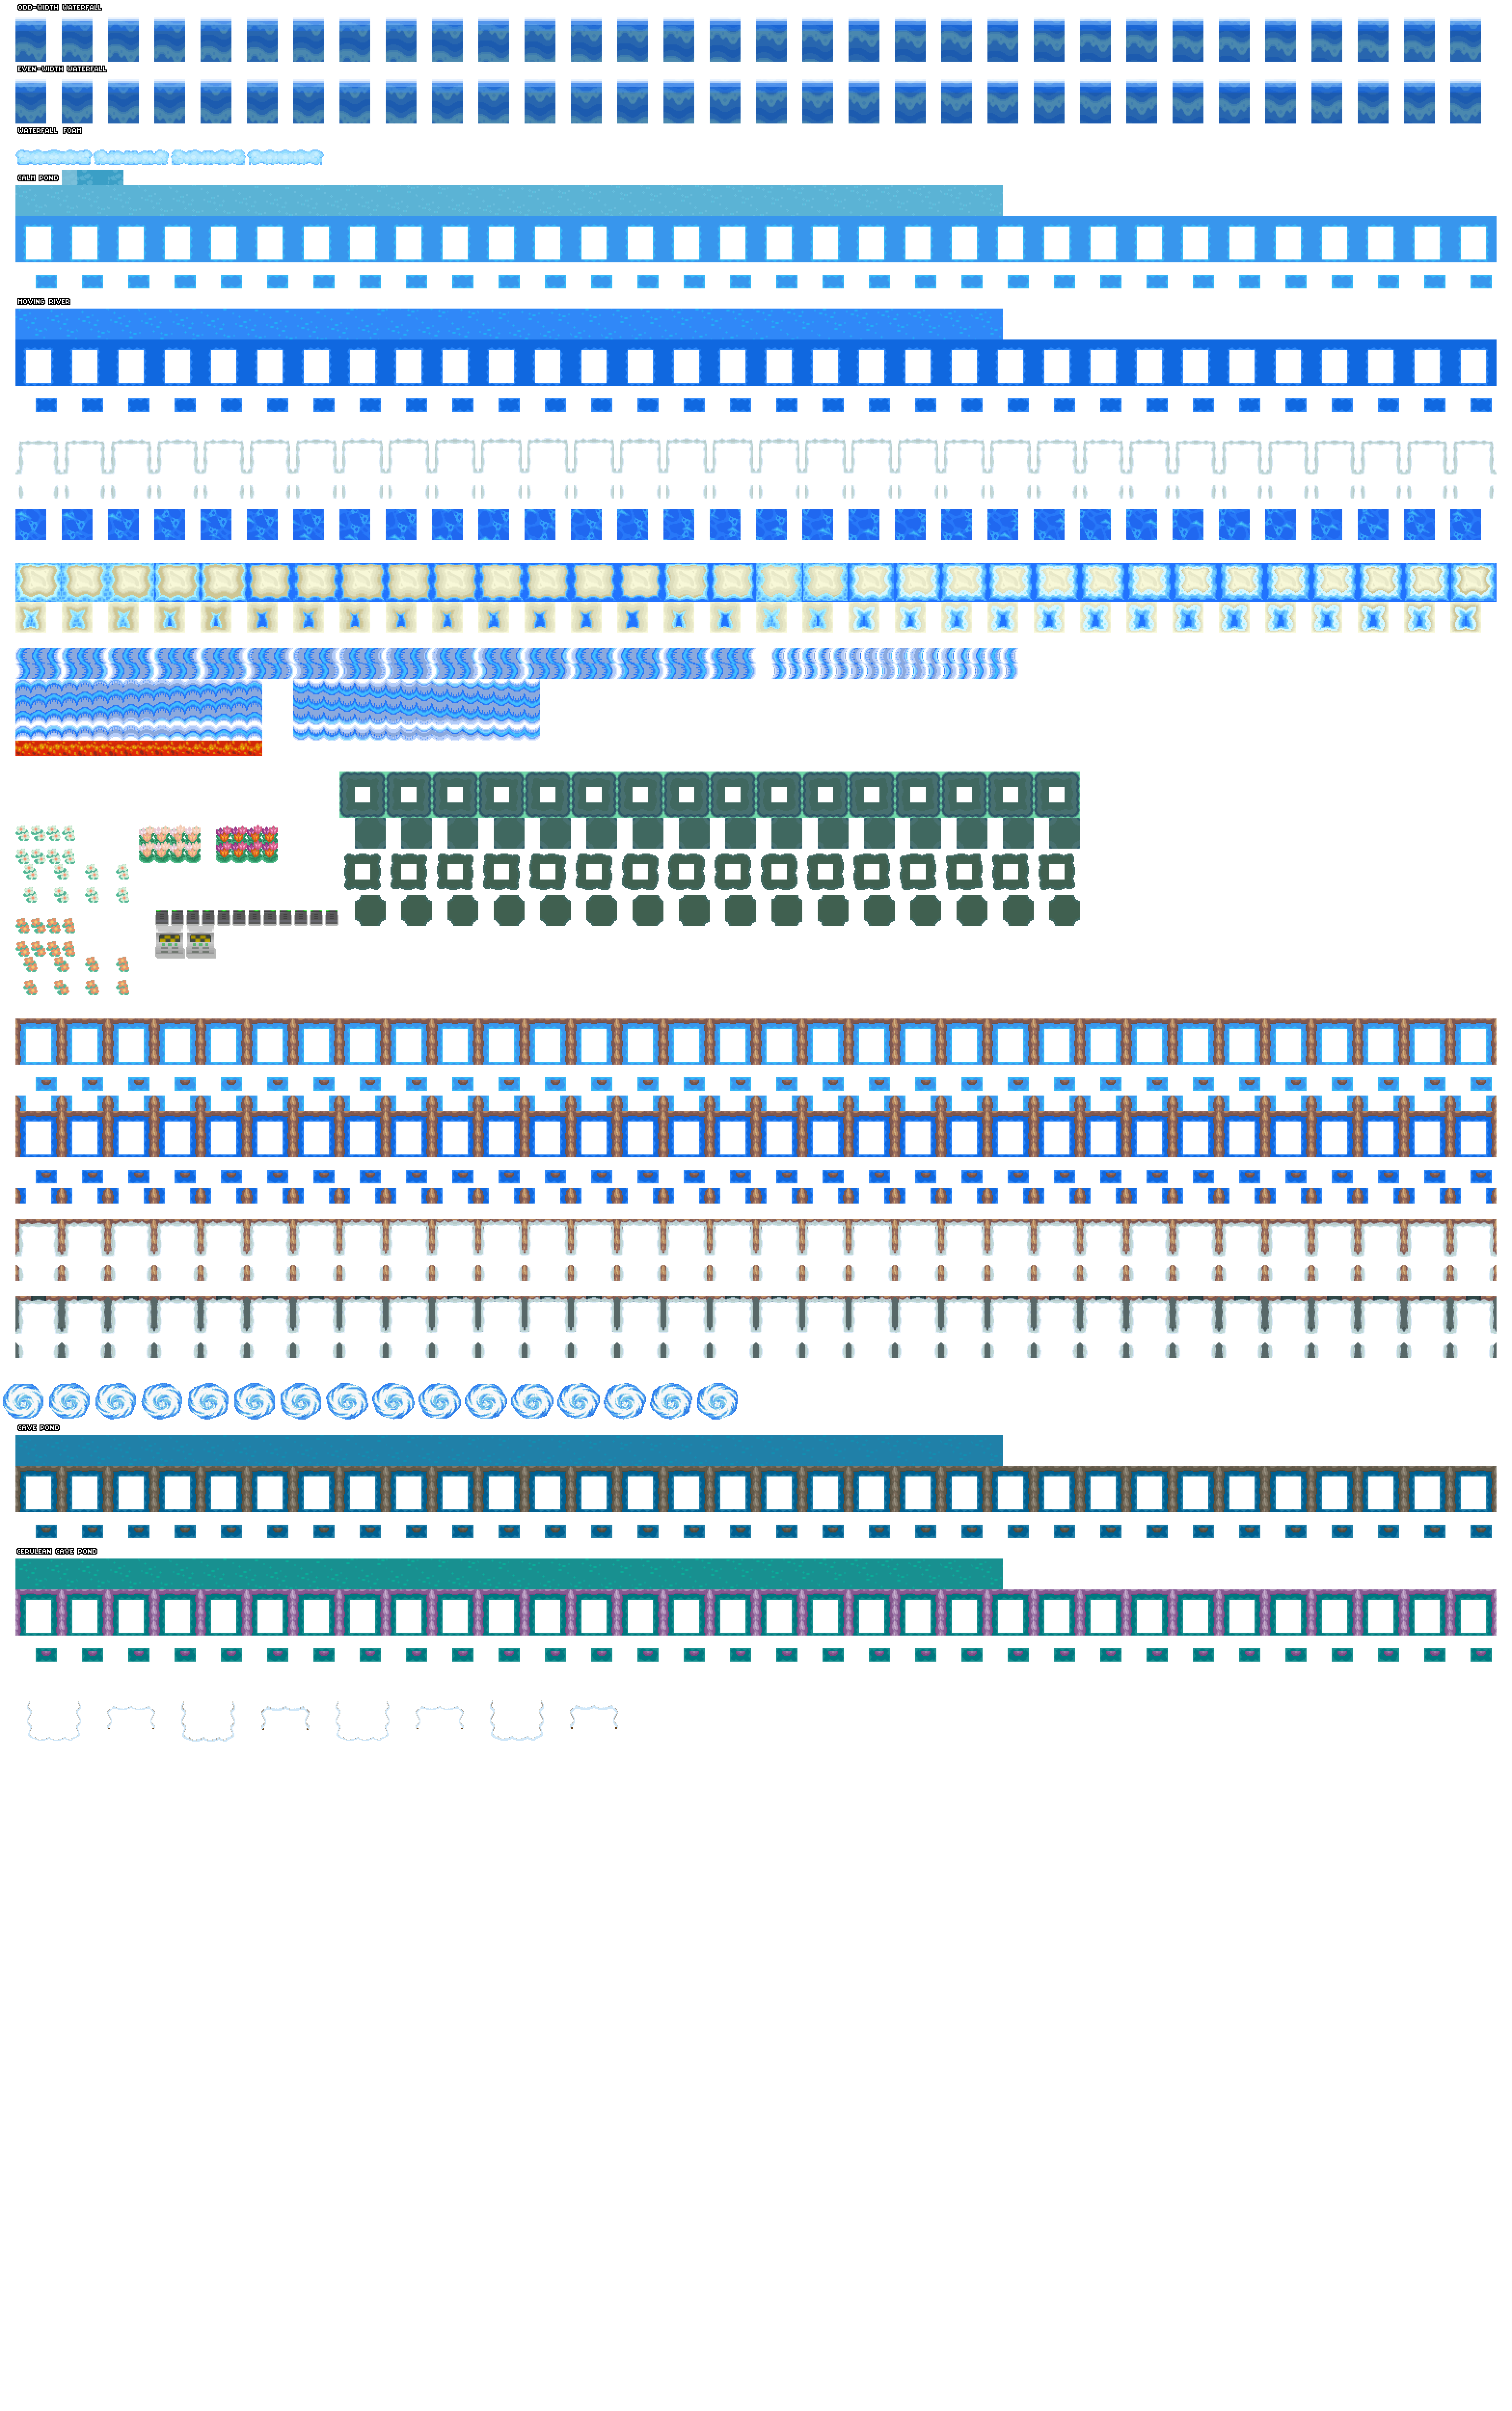 ODD-WIDTH WATERFALL
EVEN-WIDTH WATERFALL
WATERFALL FOAM
CALM POND
MOVING RIVER
CAVE POND
CERULEAN CAVE POND